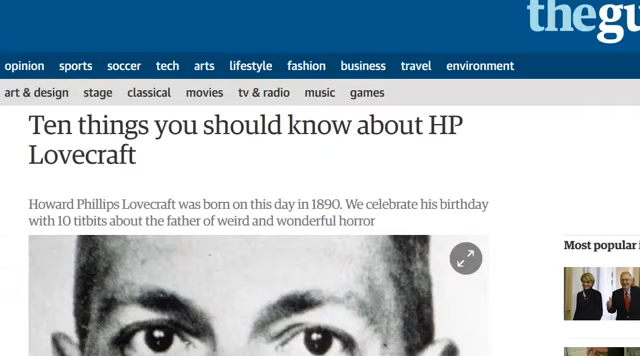 thegu
opinion sports soccer tech arts lifestyle fashion business travel environment
art & design stage classical movies tv & radio music games
Ten things you should know about HP
Lovecraft
Howard Phillips Lovecraft was born on this day in 1890. We celebrate his birthday
with 10 titbits about the father of weird and wonderful horror
Most popular i